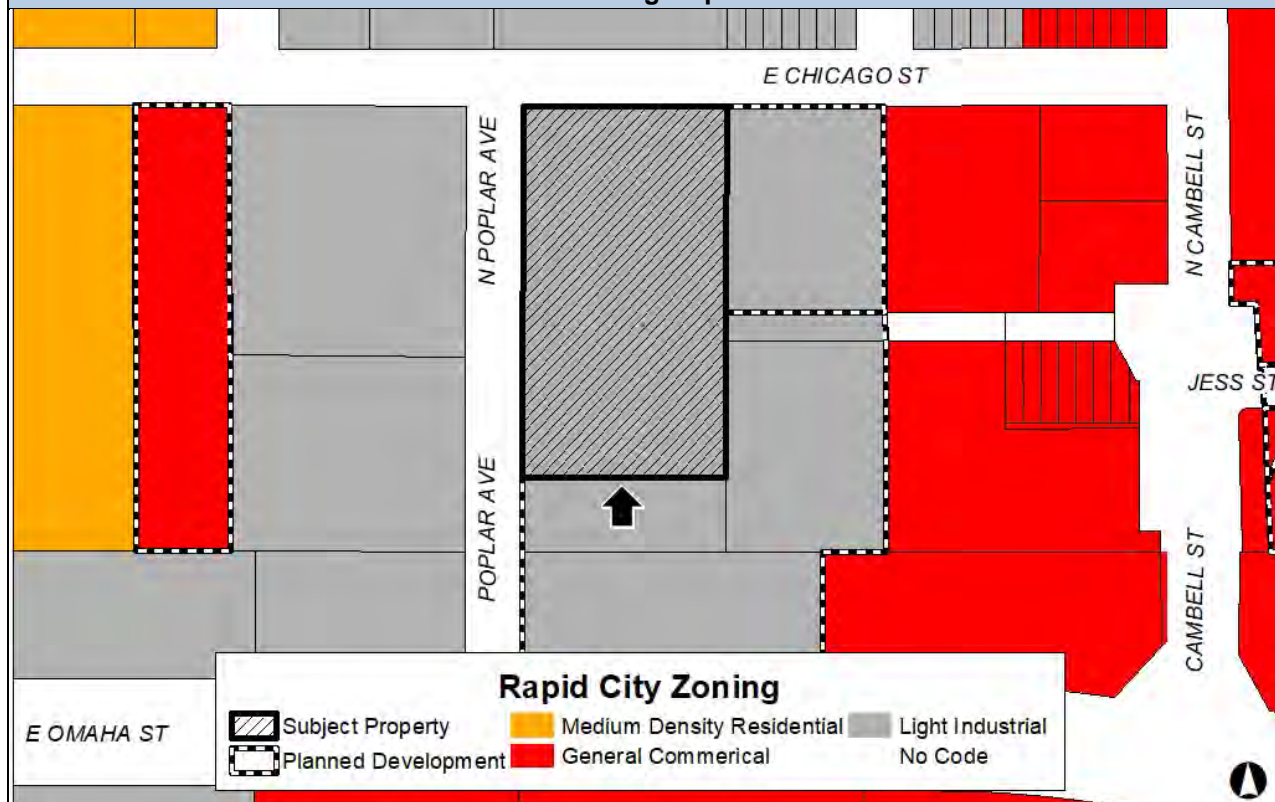 E CHICAGO ST
N POPLAR AVE
N CAMBELL ST
JESS ST
POPLAR AVE
CAMBELL ST
E OMAHA ST
Rapid City Zoning
Subject Property
Medium Density Residential
Light Industrial
Planned Development
General Commerical
No Code